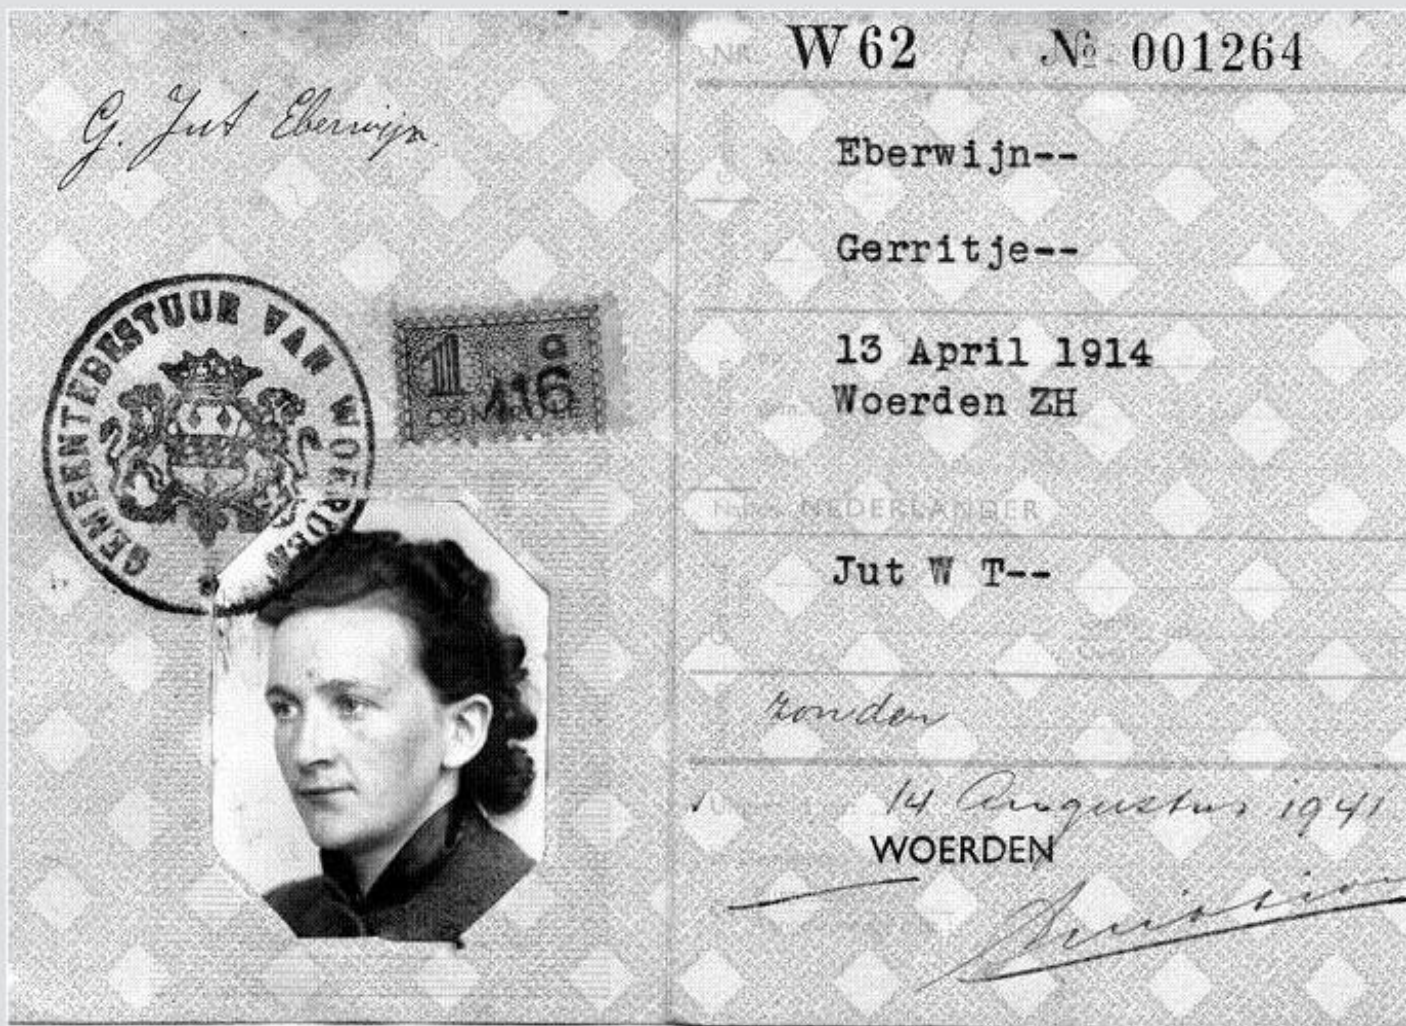 G. Jut Eberwijn.
GEMEENTEBESTUUR VAN WOERDEN
1
a
416
NR W 62 № 001264
Eberwijn--
Gerritje--
13 April 1914
Woerden ZH
NEDERLANDER
Jut W T--
zonder
14 Augustus 1941
WOERDEN